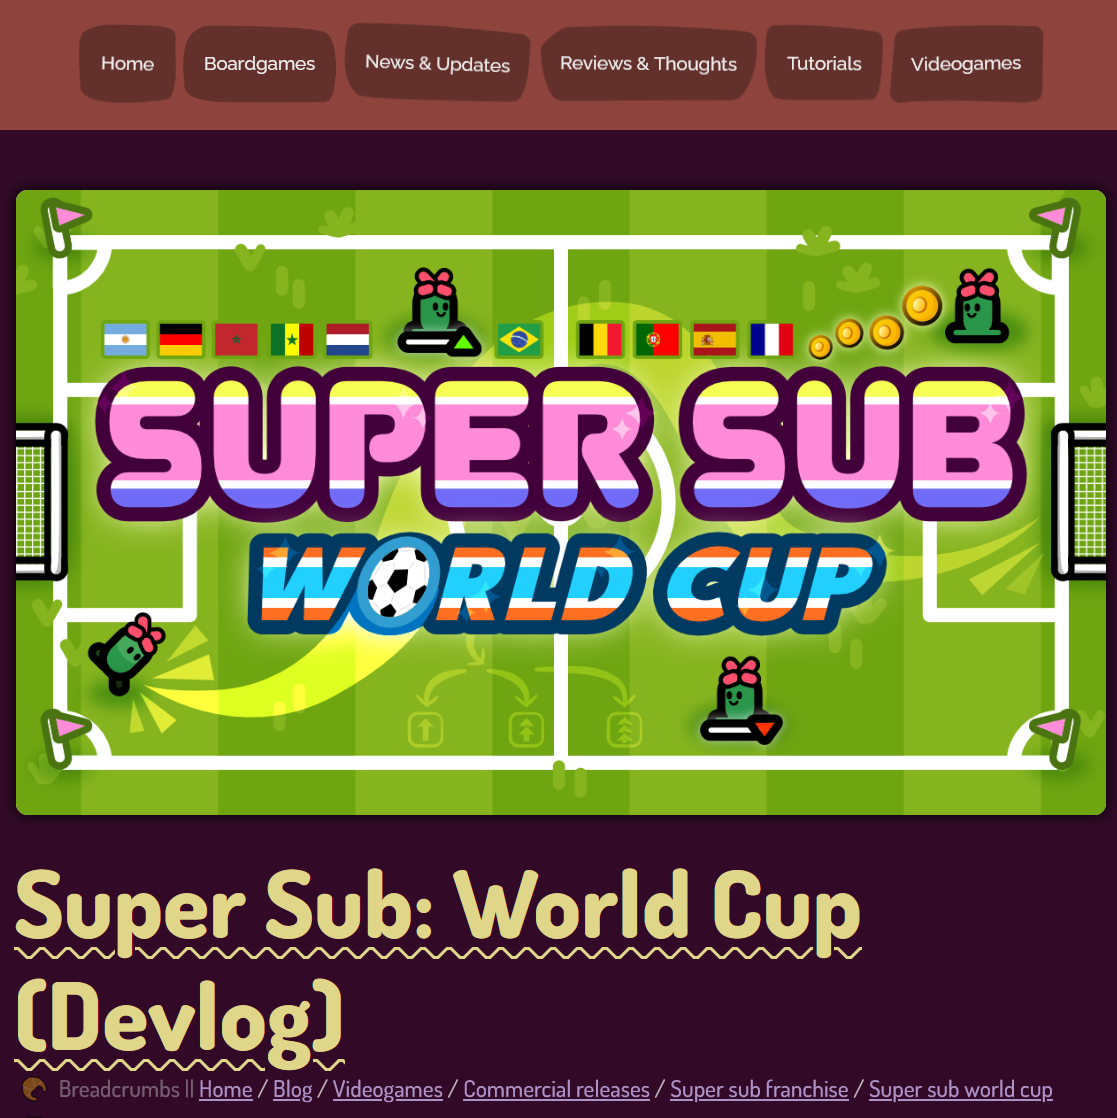 Home Boardgames News & Updates Reviews & Thoughts Tutorials Videogames
SUPER SUB
WORLD CUP
Super Sub: World Cup
(Devlog)
Breadcrumbs || Home / Blog / Videogames / Commercial releases / Super sub franchise / Super sub world cup